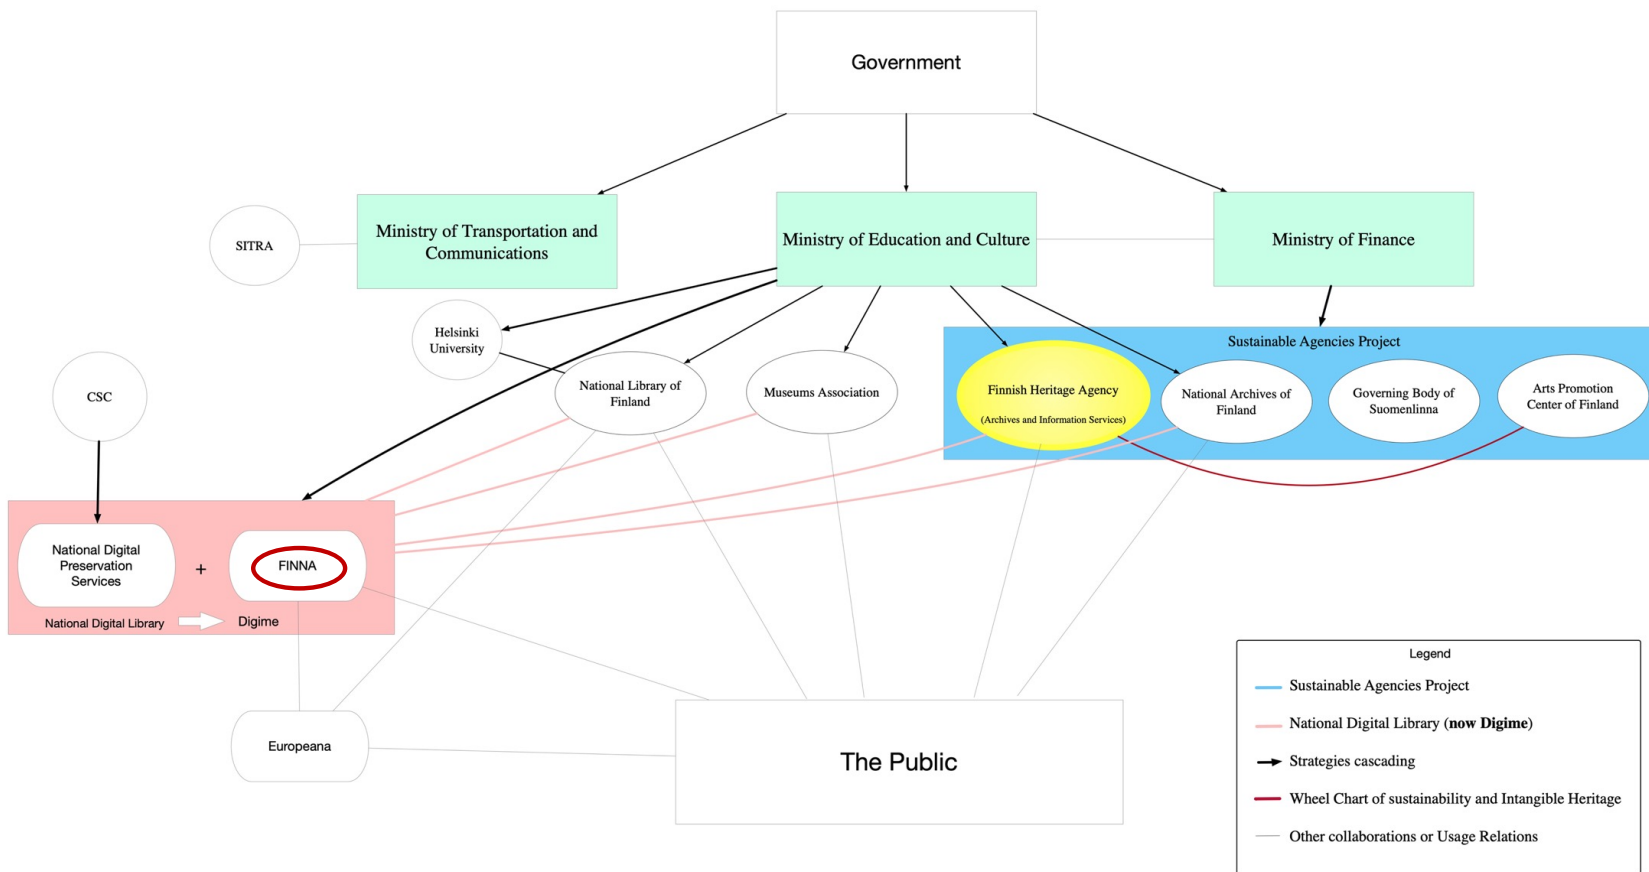 Government
SITRA
Ministry of Transportation and
Communications
Ministry of Education and Culture
Ministry of Finance
Helsinki
University
CSC
National Library of
Finland
Museums Association
Sustainable Agencies Project
Finnish Heritage Agency
(Archives and Information Services)
National Archives of
Finland
Governing Body of
Suomenlinna
Arts Promotion
Center of Finland
National Digital
Preservation
Services
+
FINNA
National Digital Library
Digime
Europeana
The Public
Legend
Sustainable Agencies Project
National Digital Library (now Digime)
Strategies cascading
Wheel Chart of sustainability and Intangible Heritage
Other collaborations or Usage Relations